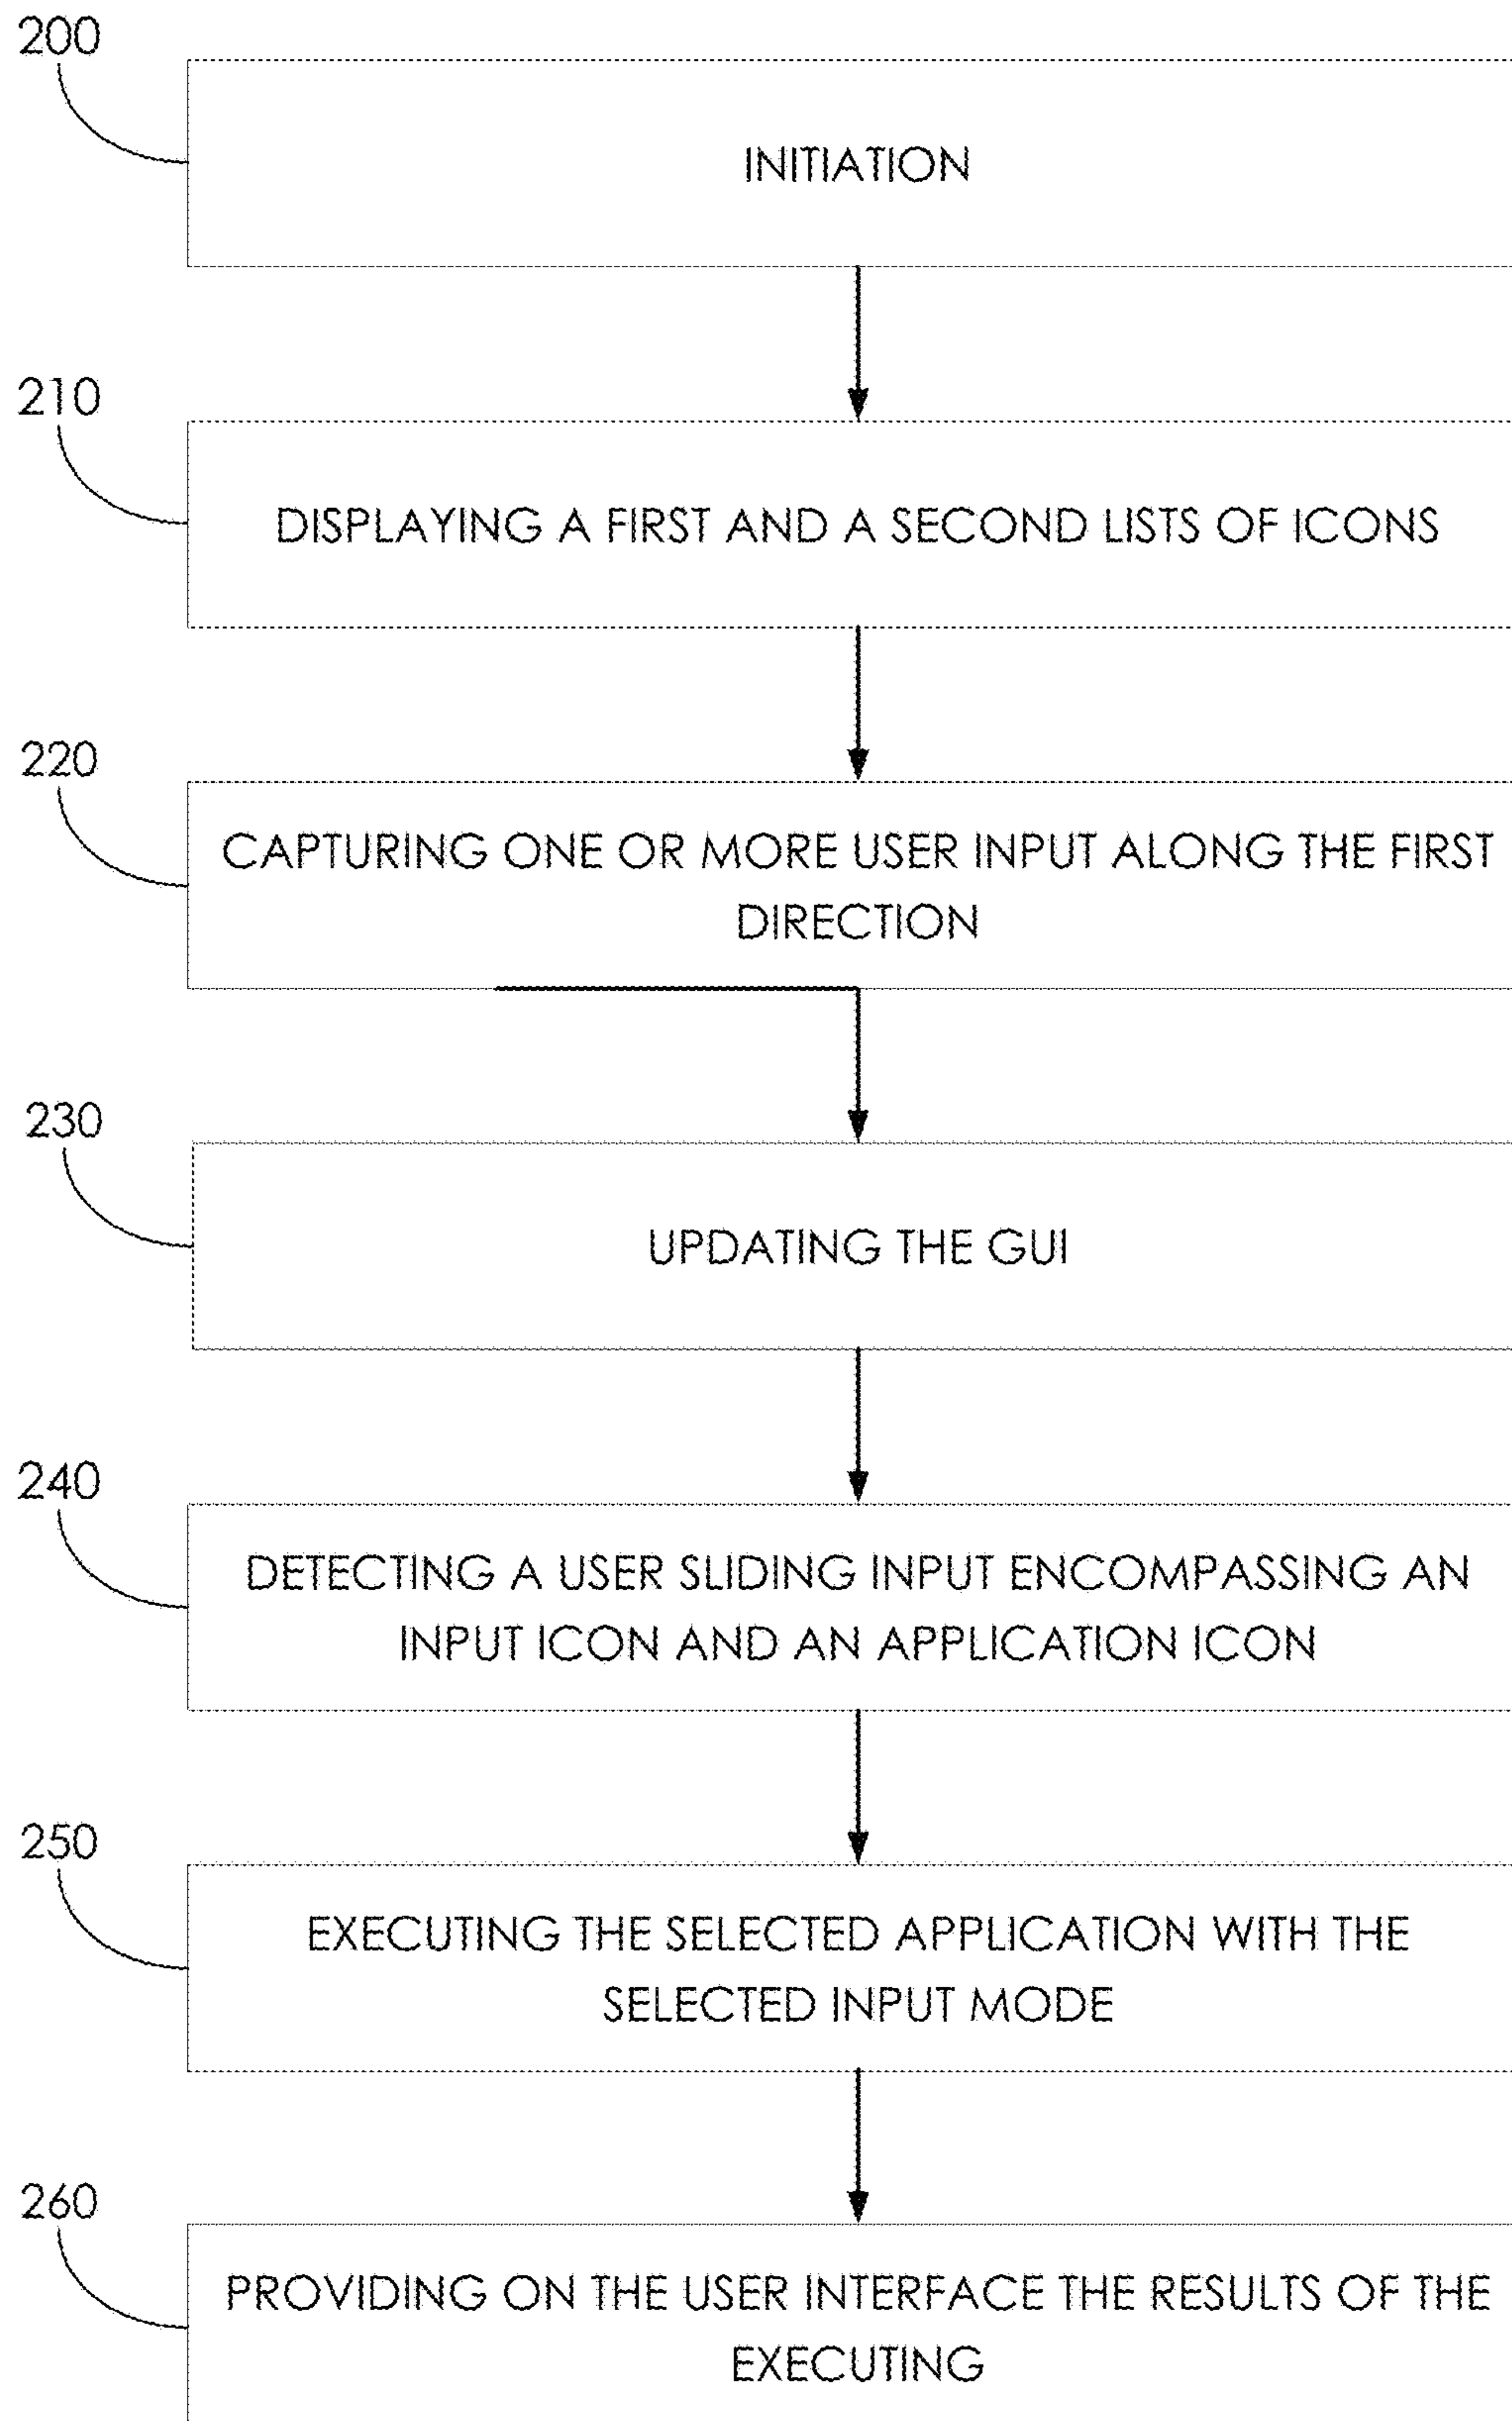 200
INITIATION
210
DISPLAYING A FIRST AND A SECOND LISTS OF ICONS
220
CAPTURING ONE OR MORE USER INPUT ALONG THE FIRST
DIRECTION
230
UPDATING THE GUI
240
DETECTING A USER SLIDING INPUT ENCOMPASSING AN
INPUT ICON AND AN APPLICATION ICON
250
EXECUTING THE SELECTED APPLICATION WITH THE
SELECTED INPUT MODE
260
PROVIDING ON THE USER INTERFACE THE RESULTS OF THE
EXECUTING